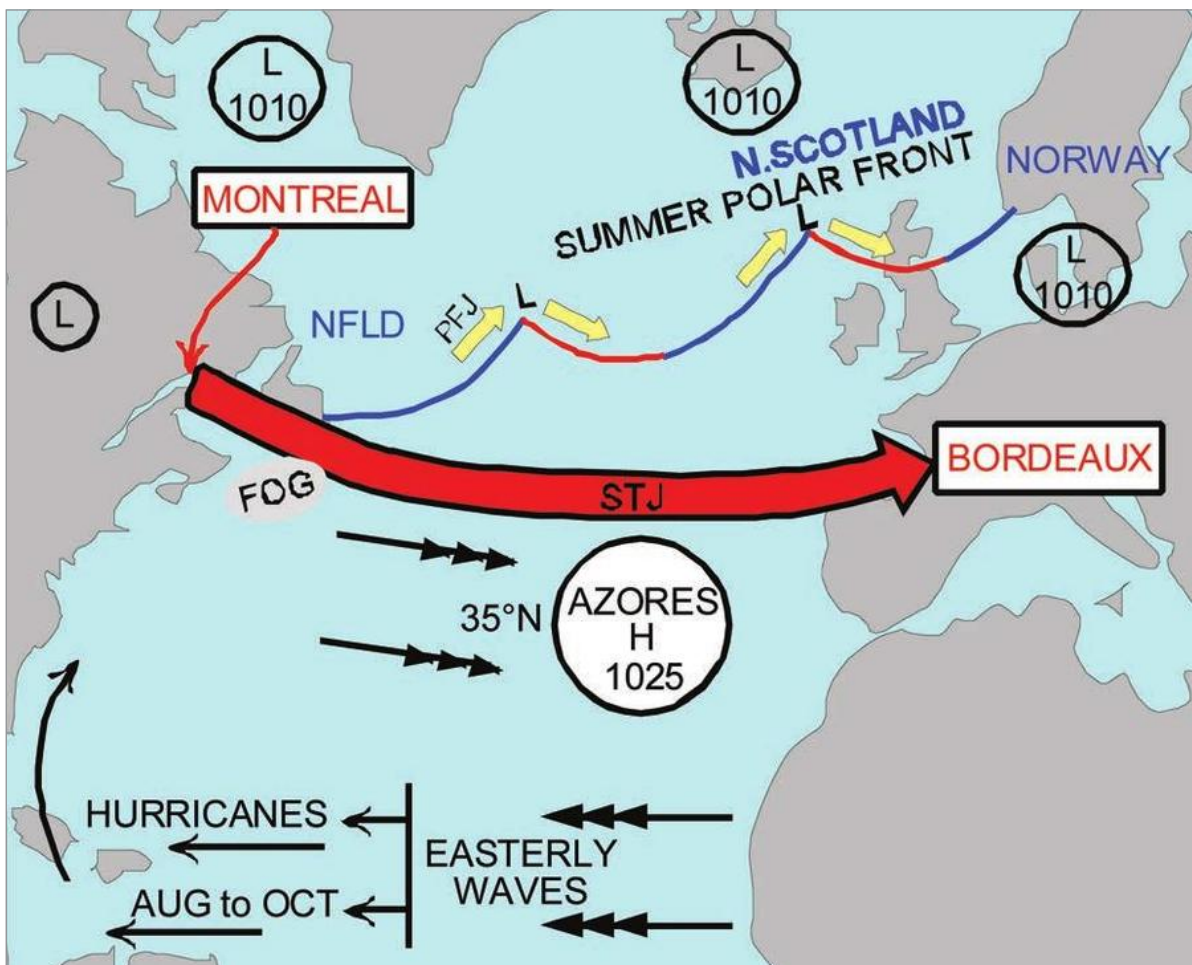 L
1010
L
1010
N.SCOTLAND
SUMMER POLAR FRONT
NORWAY
MONTREAL
L
L
1010
L
L
NFLD
PFJ
BORDEAUX
FOG
STJ
35°N
AZORES
H
1025
HURRICANES
EASTERLY
WAVES
AUG to OCT